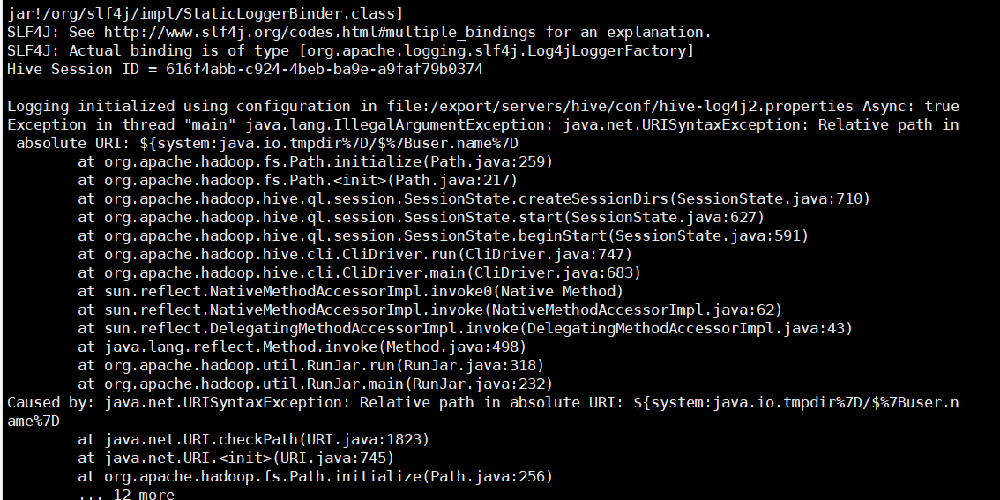 jar!/org/slf4j/impl/StaticLoggerBinder.class]
SLF4J: See http://www.slf4j.org/codes.html#multiple_bindings for an explanation.
SLF4J: Actual binding is of type [org.apache.logging.slf4j.Log4jLoggerFactory]
Hive Session ID = 616f4abb-c924-4beb-ba9e-a9faf79b0374
Logging initialized using configuration in file:/export/servers/hive/conf/hive-log4j2.properties Async: true
Exception in thread "main" java.lang.IllegalArgumentException: java.net.URISyntaxException: Relative path in
absolute URI: ${system:java.io.tmpdir%7D/$%7Buser.name%7D
at org.apache.hadoop.fs.Path.initialize(Path.java:259)
at org.apache.hadoop.fs.Path.<init>(Path.java:217)
at org.apache.hadoop.hive.ql.session.SessionState.createSessionDirs(SessionState.java:710)
at org.apache.hadoop.hive.ql.session.SessionState.start(SessionState.java:627)
at org.apache.hadoop.hive.ql.session.SessionState.beginStart(SessionState.java:591)
at org.apache.hadoop.hive.cli.CliDriver.run(CliDriver.java:747)
at org.apache.hadoop.hive.cli.CliDriver.main(CliDriver.java:683)
at sun.reflect.NativeMethodAccessorImpl.invoke0(Native Method)
at sun.reflect.NativeMethodAccessorImpl.invoke(NativeMethodAccessorImpl.java:62)
at sun.reflect.DelegatingMethodAccessorImpl.invoke(DelegatingMethodAccessorImpl.java:43)
at java.lang.reflect.Method.invoke(Method.java:498)
at org.apache.hadoop.util.RunJar.run(RunJar.java:318)
at org.apache.hadoop.util.RunJar.main(RunJar.java:232)
Caused by: java.net.URISyntaxException: Relative path in absolute URI: ${system:java.io.tmpdir%7D/$%7Buser.n
ame%7D
at java.net.URI.checkPath(URI.java:1823)
at java.net.URI.<init>(URI.java:745)
at org.apache.hadoop.fs.Path.initialize(Path.java:256)
... 12 more